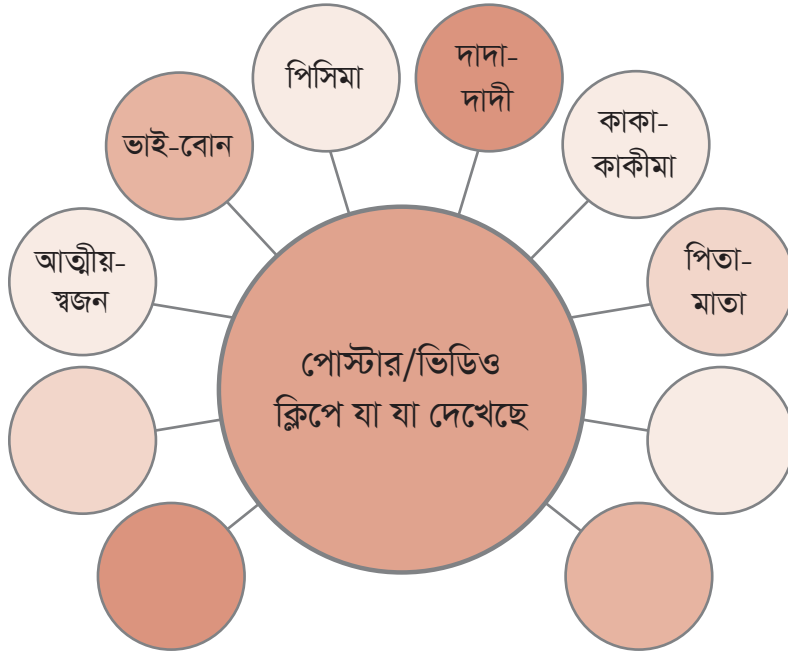 পিসিমা
দাদা-
দাদী
ভাই-বোন
কাকা-
কাকীমা
আত্মীয়-
স্বজন
পিতা-
মাতা
পোস্টার/ভিডিও
ক্লিপে যা যা দেখেছে